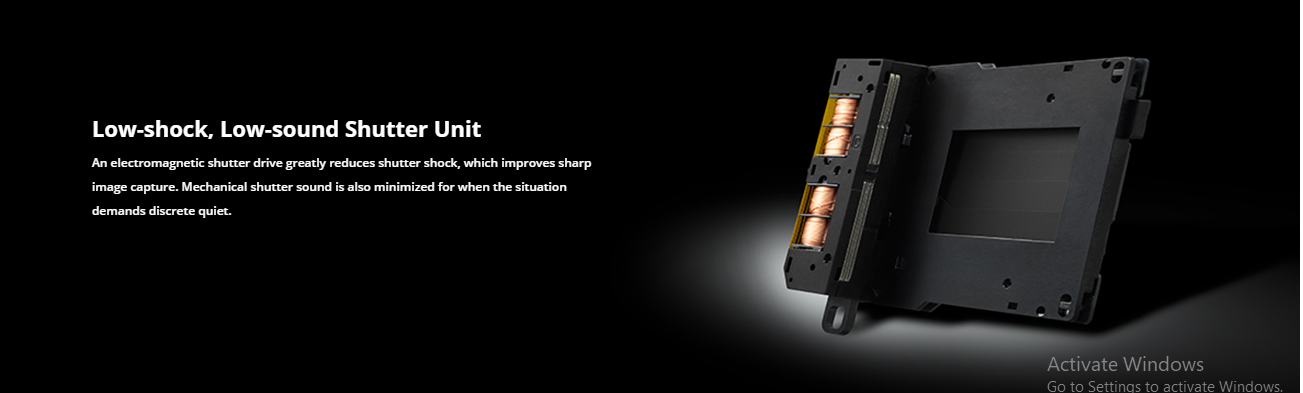 Low-shock, Low-sound Shutter Unit
An electromagnetic shutter drive greatly reduces shutter shock, which improves sharp
image capture. Mechanical shutter sound is also minimized for when the situation
demands discrete quiet.
Activate Windows
Go to Settings to activate Windows.